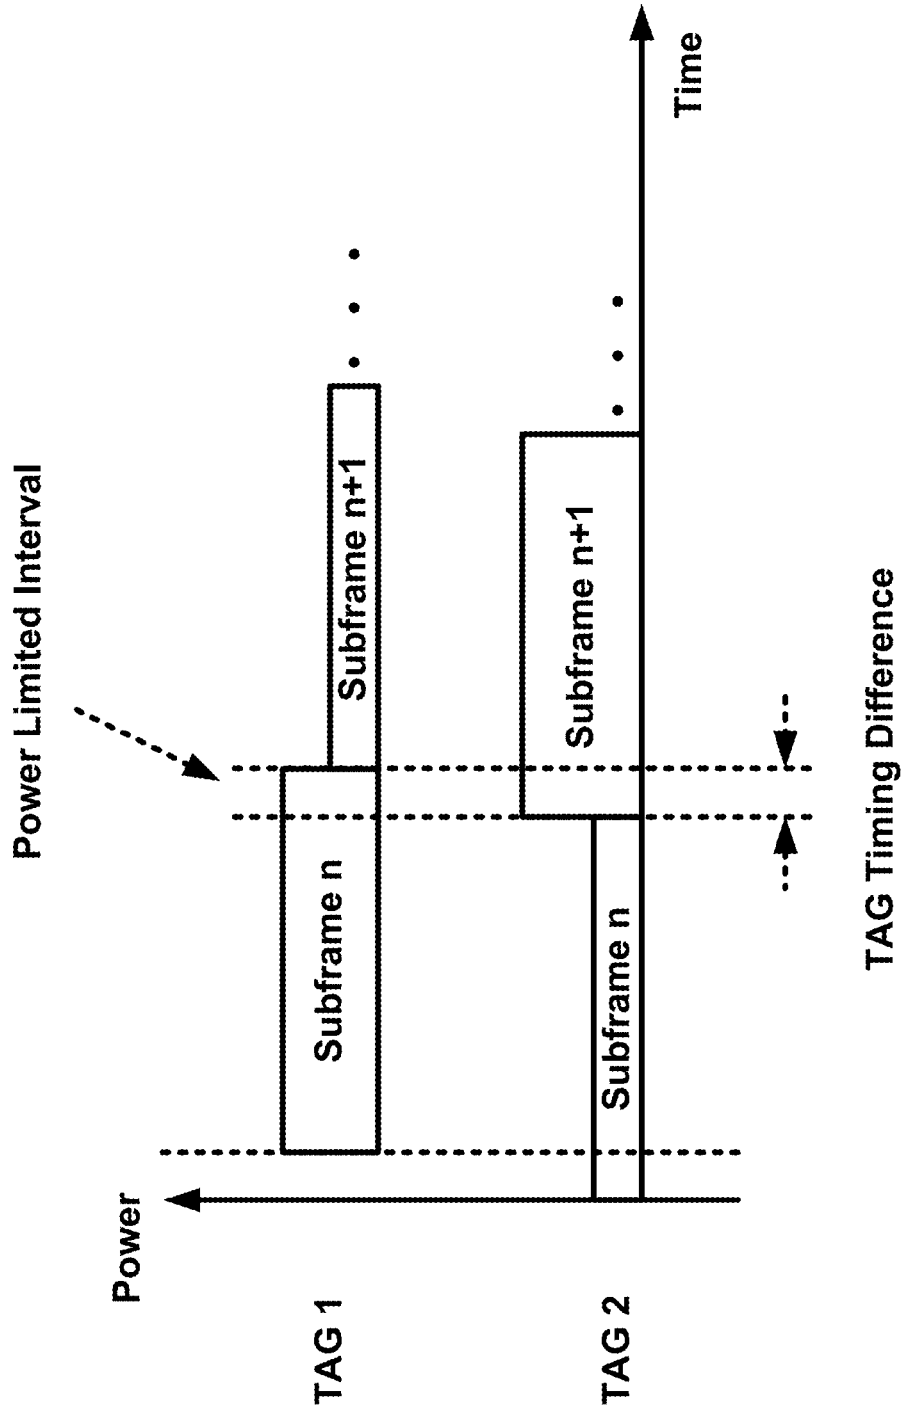 Power Limited Interval
Power
TAG 1
Subframe n
Subframe n+1
TAG 2
Subframe n
Subframe n+1
Time
TAG Timing Difference